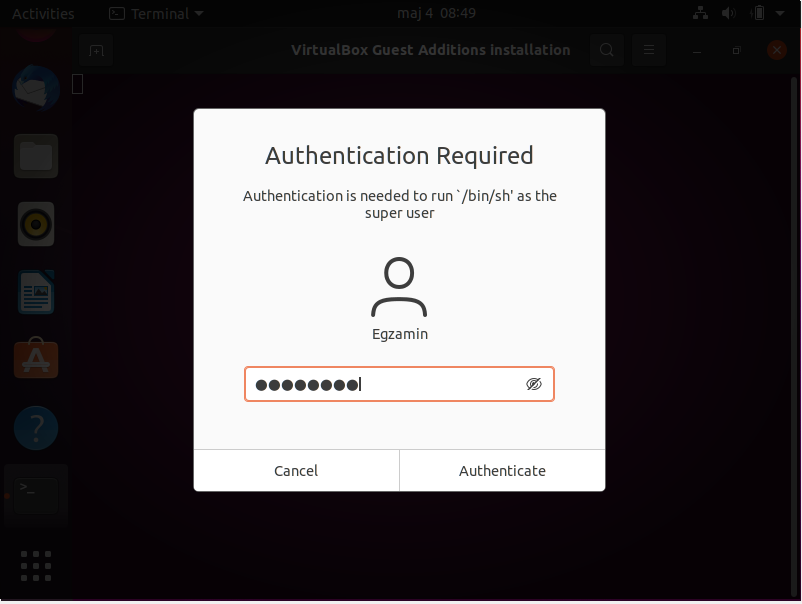 Activities
Terminal
maj 4 08:49
VirtualBox Guest Additions installation
Authentication Required
Authentication is needed to run `/bin/sh' as the
super user
Egzamin
●●●●●●●●
Cancel
Authenticate
?
>_